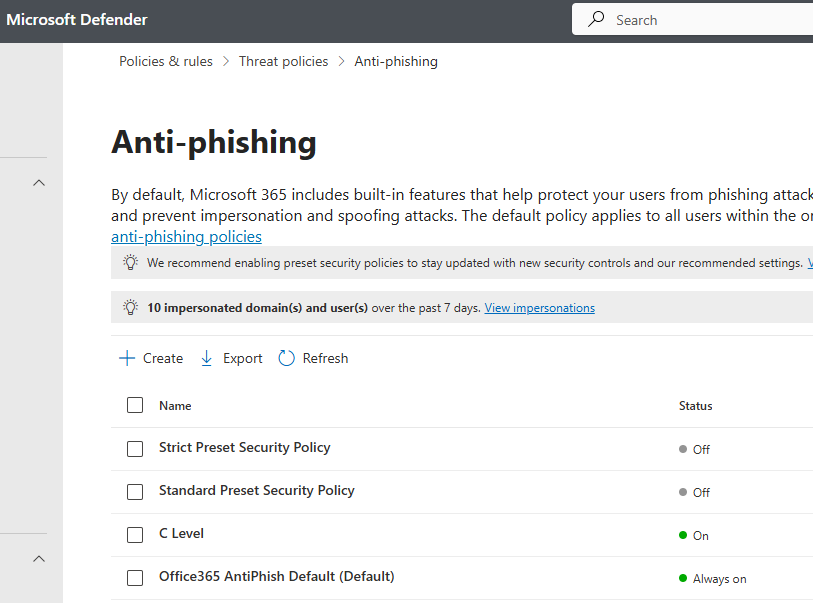 Microsoft Defender
Search
Policies & rules > Threat policies > Anti-phishing
Anti-phishing
By default, Microsoft 365 includes built-in features that help protect your users from phishing
and prevent impersonation and spoofing attacks. The default policy applies to all users within the
anti-phishing policies
We recommend enabling preset security policies to stay updated with new security controls and our recommended settings.
10 impersonated domain(s) and user(s) over the past 7 days. View impersonations
Create Export Refresh
Name Status
Strict Preset Security Policy Off
Standard Preset Security Policy Off
C Level On
Office365 AntiPhish Default (Default) Always on